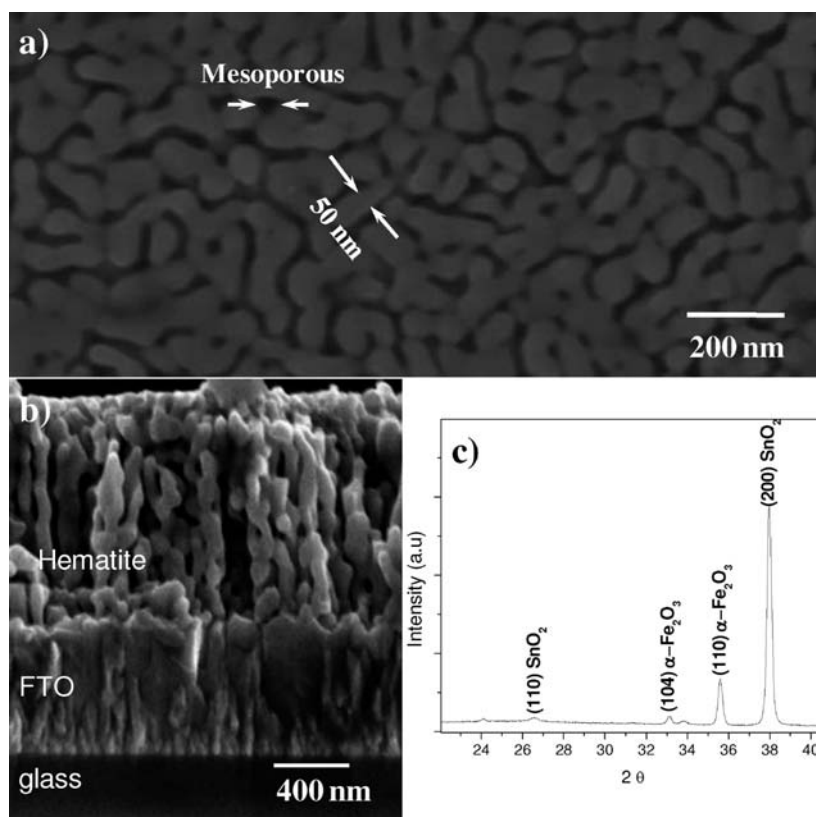 a)
Mesoporous
50 nm
200 nm
b)
Hematite
FTO
glass
400 nm
c)
Intensity (a.u)
(110) SnO₂
(104) α–Fe₂O₃
(110) α–Fe₂O₃
(200) SnO₂
24 26 28 30 32 34 36 38 40
2 θ